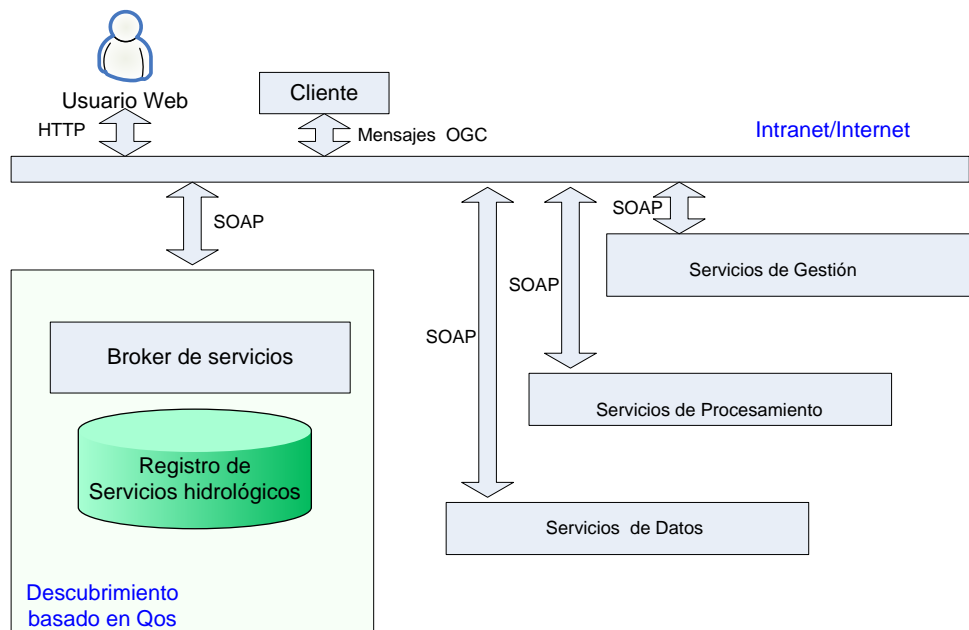 Usuario Web
Cliente
HTTP
Mensajes OGC
Intranet/Internet
SOAP
SOAP
SOAP
SOAP
Servicios de Gestión
Broker de servicios
Servicios de Procesamiento
Registro de
Servicios hidrológicos
Servicios de Datos
Descubrimiento
basado en Qos